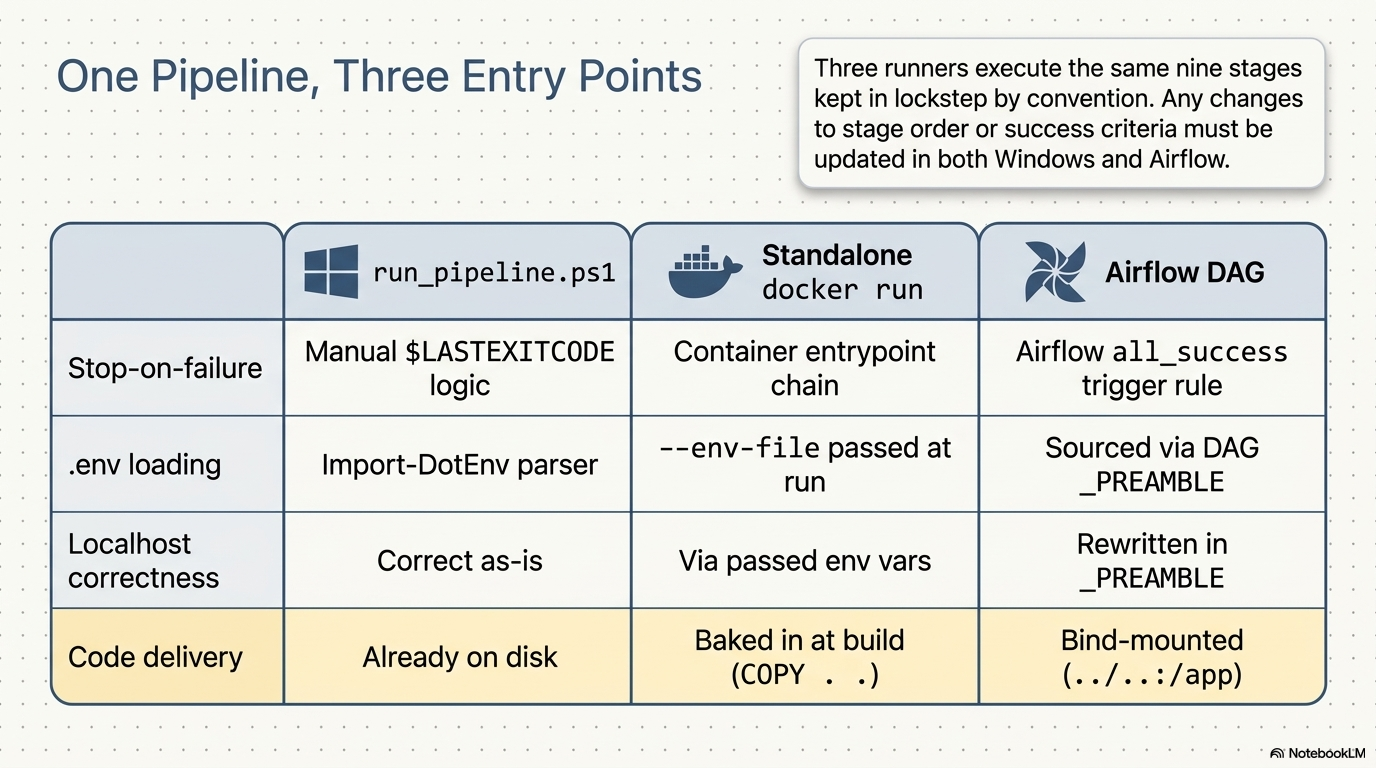 One Pipeline, Three Entry Points
Three runners execute the same nine stages
kept in lockstep by convention. Any changes
to stage order or success criteria must be
updated in both Windows and Airflow.
run_pipeline.ps1
Standalone
docker run
Airflow DAG
Stop-on-failure
Manual $LASTEXITCODE
logic
Container entrypoint
chain
Airflow all_success
trigger rule
.env loading
Import-DotEnv parser
--env-file passed at
run
Sourced via DAG
_PREAMBLE
Localhost
correctness
Correct as-is
Via passed env vars
Rewritten in
_PREAMBLE
Code delivery
Already on disk
Baked in at build
(COPY . .)
Bind-mounted
(../..:/app)
NotebookLM